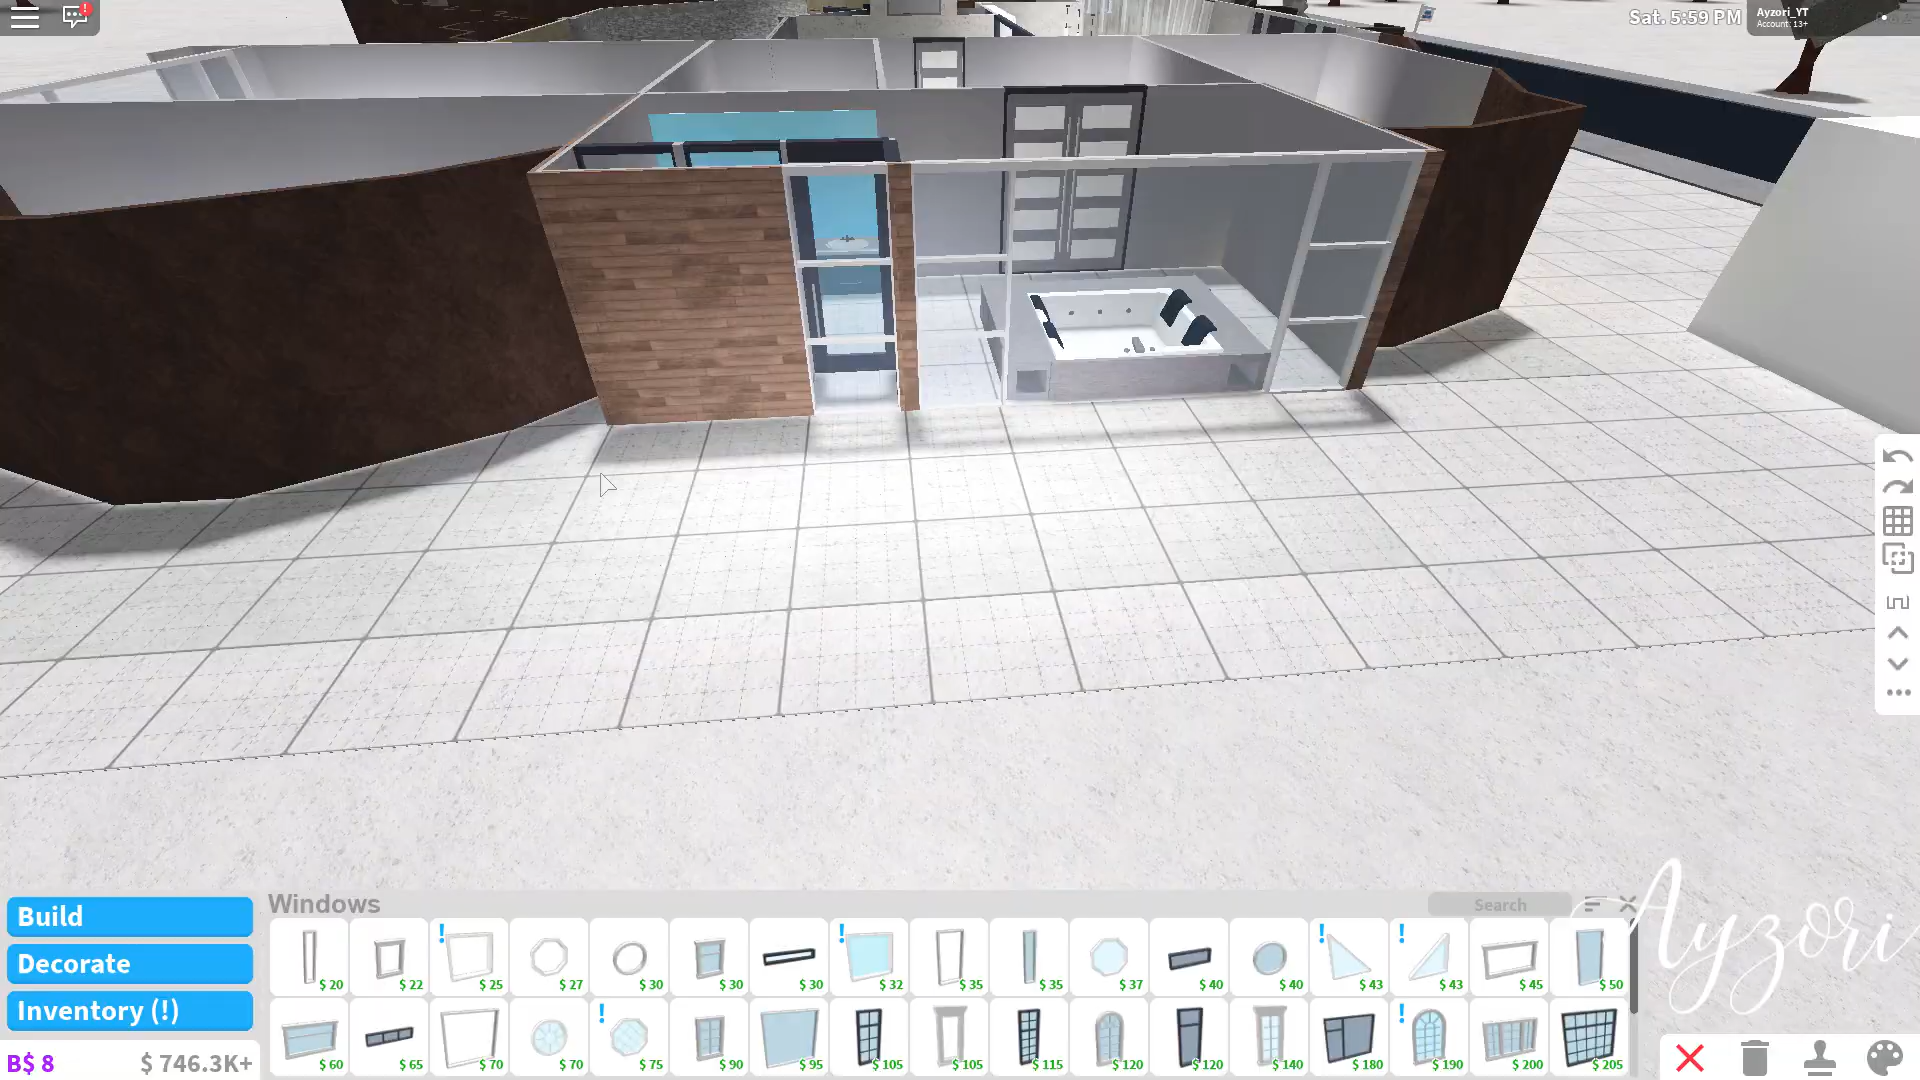 Sat. 5:59 PM
Ayzori_YT
Account: 13+
Build
Decorate
Inventory (!)
B$ 8
$ 746.3K+
Windows
Search
! ! ! !
$ 20 $ 22 $ 25 $ 27 $ 30 $ 30 $ 30 $ 32 $ 35 $ 35 $ 37 $ 40 $ 40 $ 43 $ 43 $ 45 $ 50
! !
$ 60 $ 65 $ 70 $ 70 $ 75 $ 90 $ 95 $ 105 $ 105 $ 115 $ 120 $ 120 $ 140 $ 180 $ 190 $ 200 $ 205
Ayzori